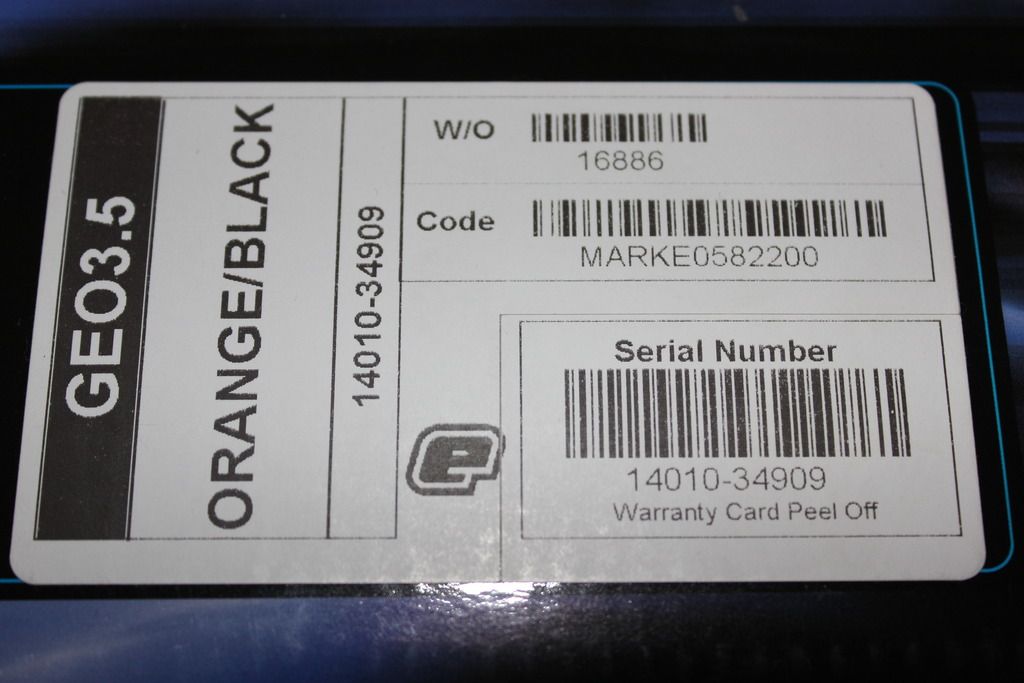 GEO3.5
ORANGE/BLACK
14010-34909
W/O
16886
Code
MARKE0582200
e
Serial Number
14010-34909
Warranty Card Peel Off